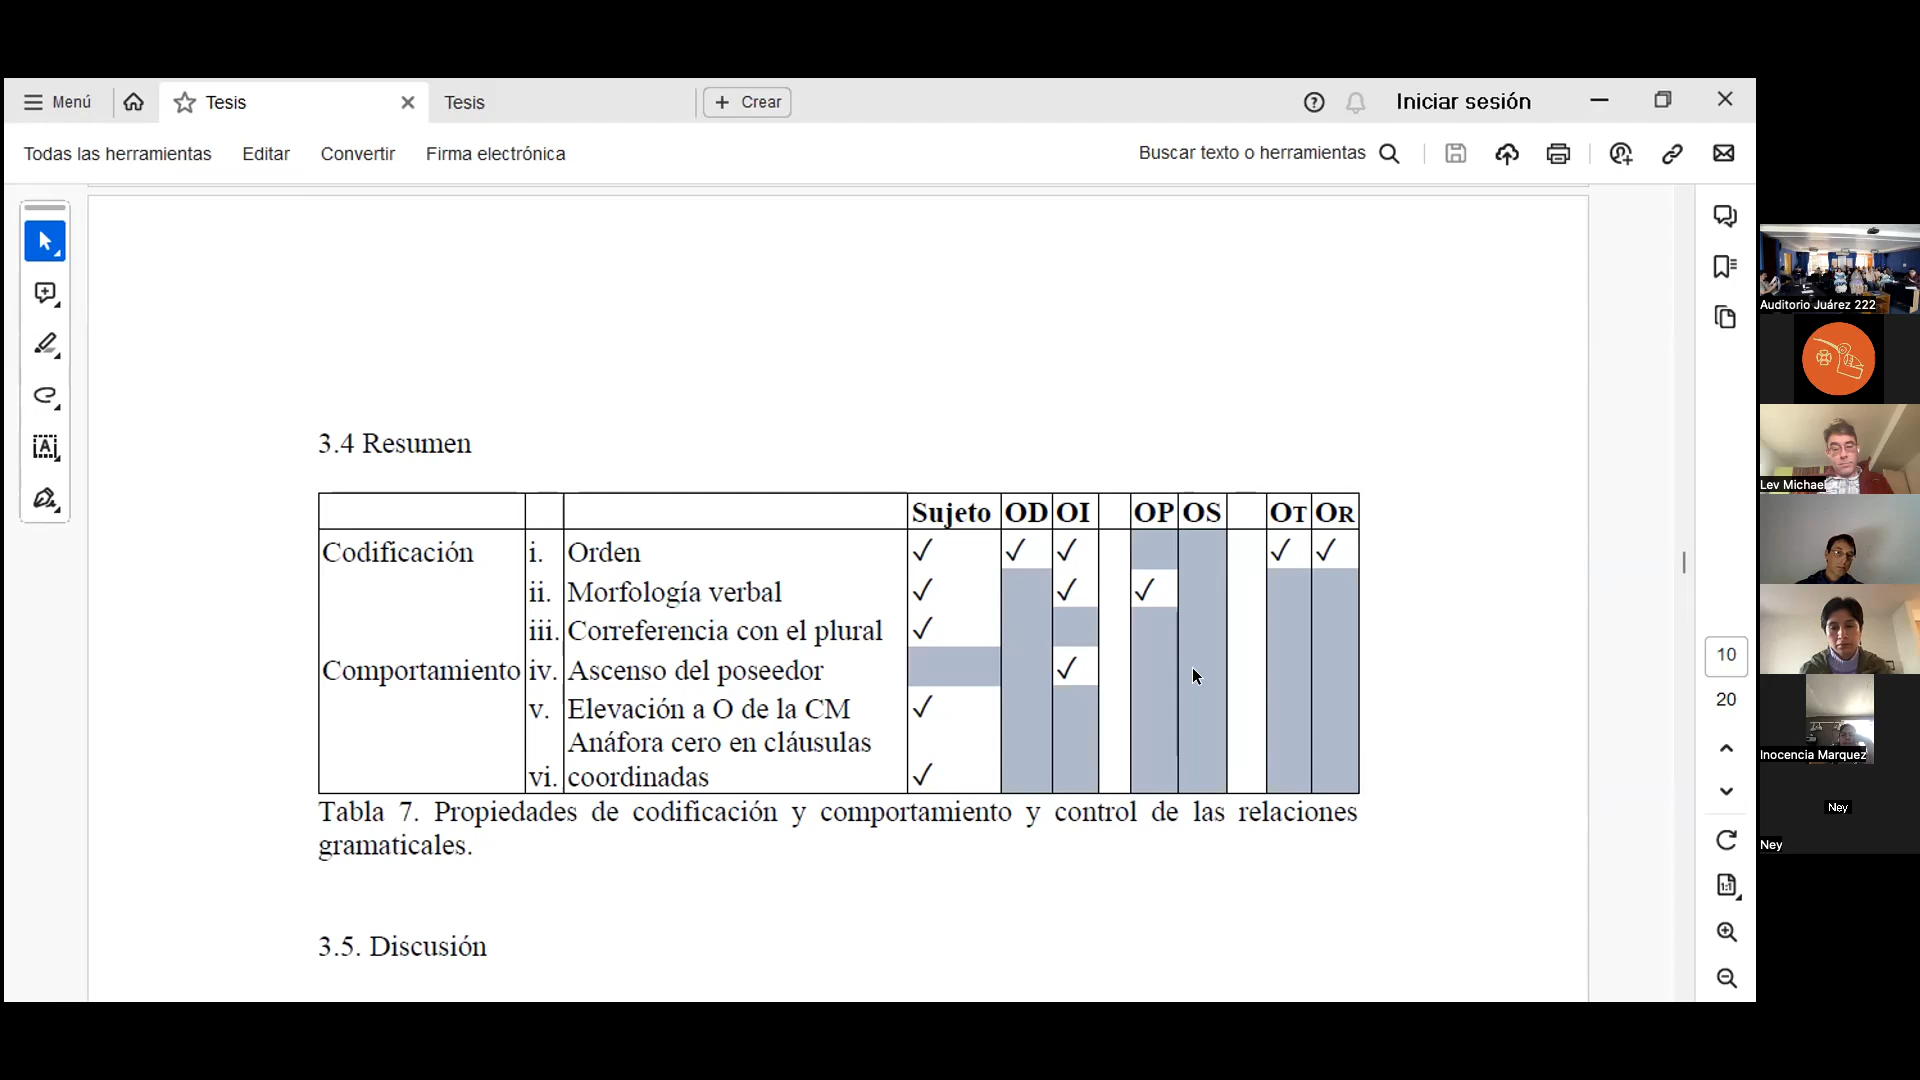 Menú
Tesis
Tesis
Crear
Iniciar sesión
Todas las herramientas
Editar
Convertir
Firma electrónica
Buscar texto o herramientas
3.4 Resumen
Sujeto OD OI OP OS OT OR
Codificación i. Orden ✓ ✓ ✓ ✓ ✓
ii. Morfología verbal ✓ ✓ ✓
iii. Correferencia con el plural ✓
Comportamiento iv. Ascenso del poseedor ✓
v. Elevación a O de la CM ✓
Anáfora cero en cláusulas
vi. coordinadas ✓
Tabla 7. Propiedades de codificación y comportamiento y control de las relaciones
gramaticales.
3.5. Discusión
10
20
Auditorio Juárez 222
Lev Michael
Inocencia Marquez
Ney
Ney